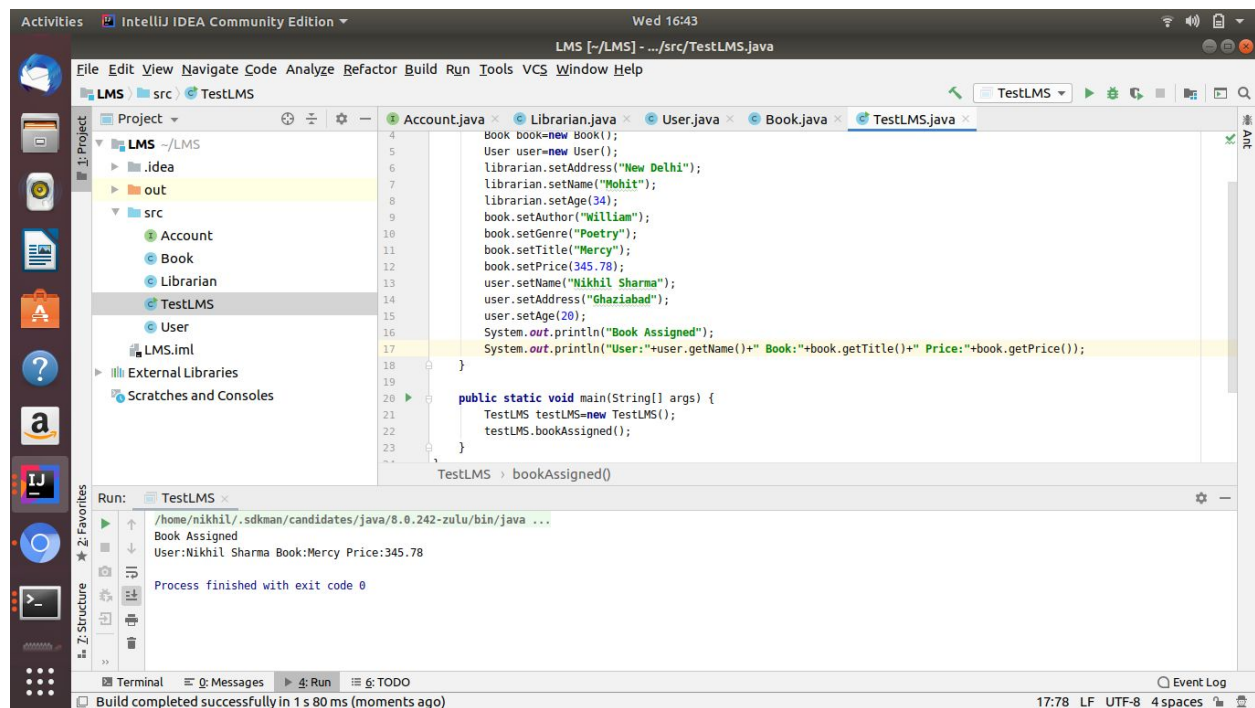 Activities IntelliJ IDEA Community Edition Wed 16:43
LMS [~/LMS] - .../src/TestLMS.java
File Edit View Navigate Code Analyze Refactor Build Run Tools VCS Window Help
LMS src TestLMS TestLMS
1: Project
Project
Account.java Librarian.java User.java Book.java TestLMS.java
Ant
LMS ~/LMS
.idea
out
src
Account
Book
Librarian
TestLMS
User
LMS.iml
External Libraries
Scratches and Consoles
4 Book book=new Book();
5 User user=new User();
6 librarian.setAddress("New Delhi");
7 librarian.setName("Mohit");
8 librarian.setAge(34);
9 book.setAuthor("William");
10 book.setGenre("Poetry");
11 book.setTitle("Mercy");
12 book.setPrice(345.78);
13 user.setName("Nikhil Sharma");
14 user.setAddress("Ghaziabad");
15 user.setAge(20);
16 System.out.println("Book Assigned");
17 System.out.println("User:"+user.getName()+" Book:"+book.getTitle()+" Price:"+book.getPrice());
18 }
19
20 public static void main(String[] args) {
21 TestLMS testLMS=new TestLMS();
22 testLMS.bookAssigned();
23 }
TestLMS › bookAssigned()
Run: TestLMS
2: Favorites
7: Structure
/home/nikhil/.sdkman/candidates/java/8.0.242-zulu/bin/java ...
Book Assigned
User:Nikhil Sharma Book:Mercy Price:345.78
Process finished with exit code 0
Terminal 0: Messages 4: Run 6: TODO Event Log
Build completed successfully in 1 s 80 ms (moments ago) 17:78 LF UTF-8 4 spaces